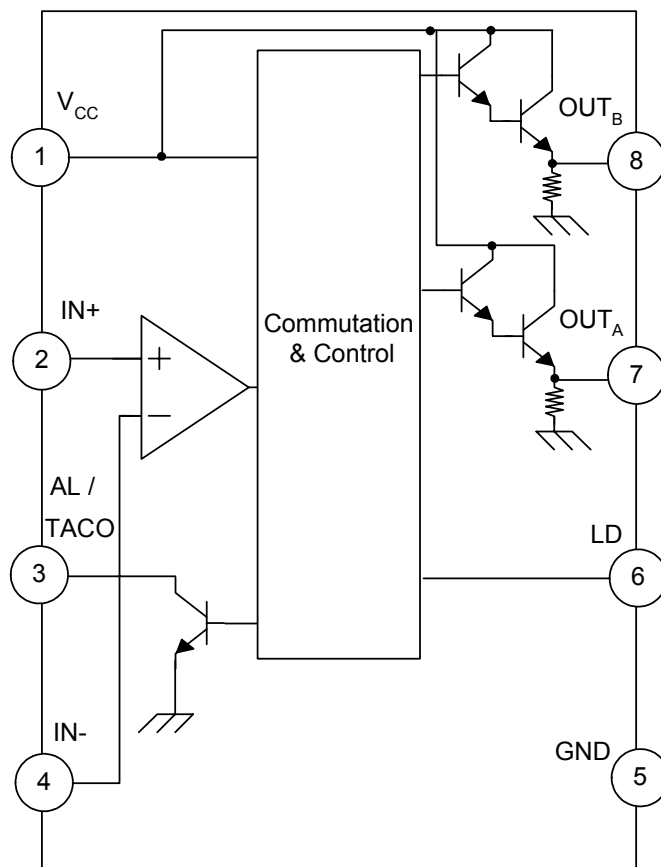 V_CC
1
OUT_B
8
IN+
2
+
−
Commutation
& Control
OUT_A
7
AL /
TACO
3
LD
6
IN-
4
GND
5